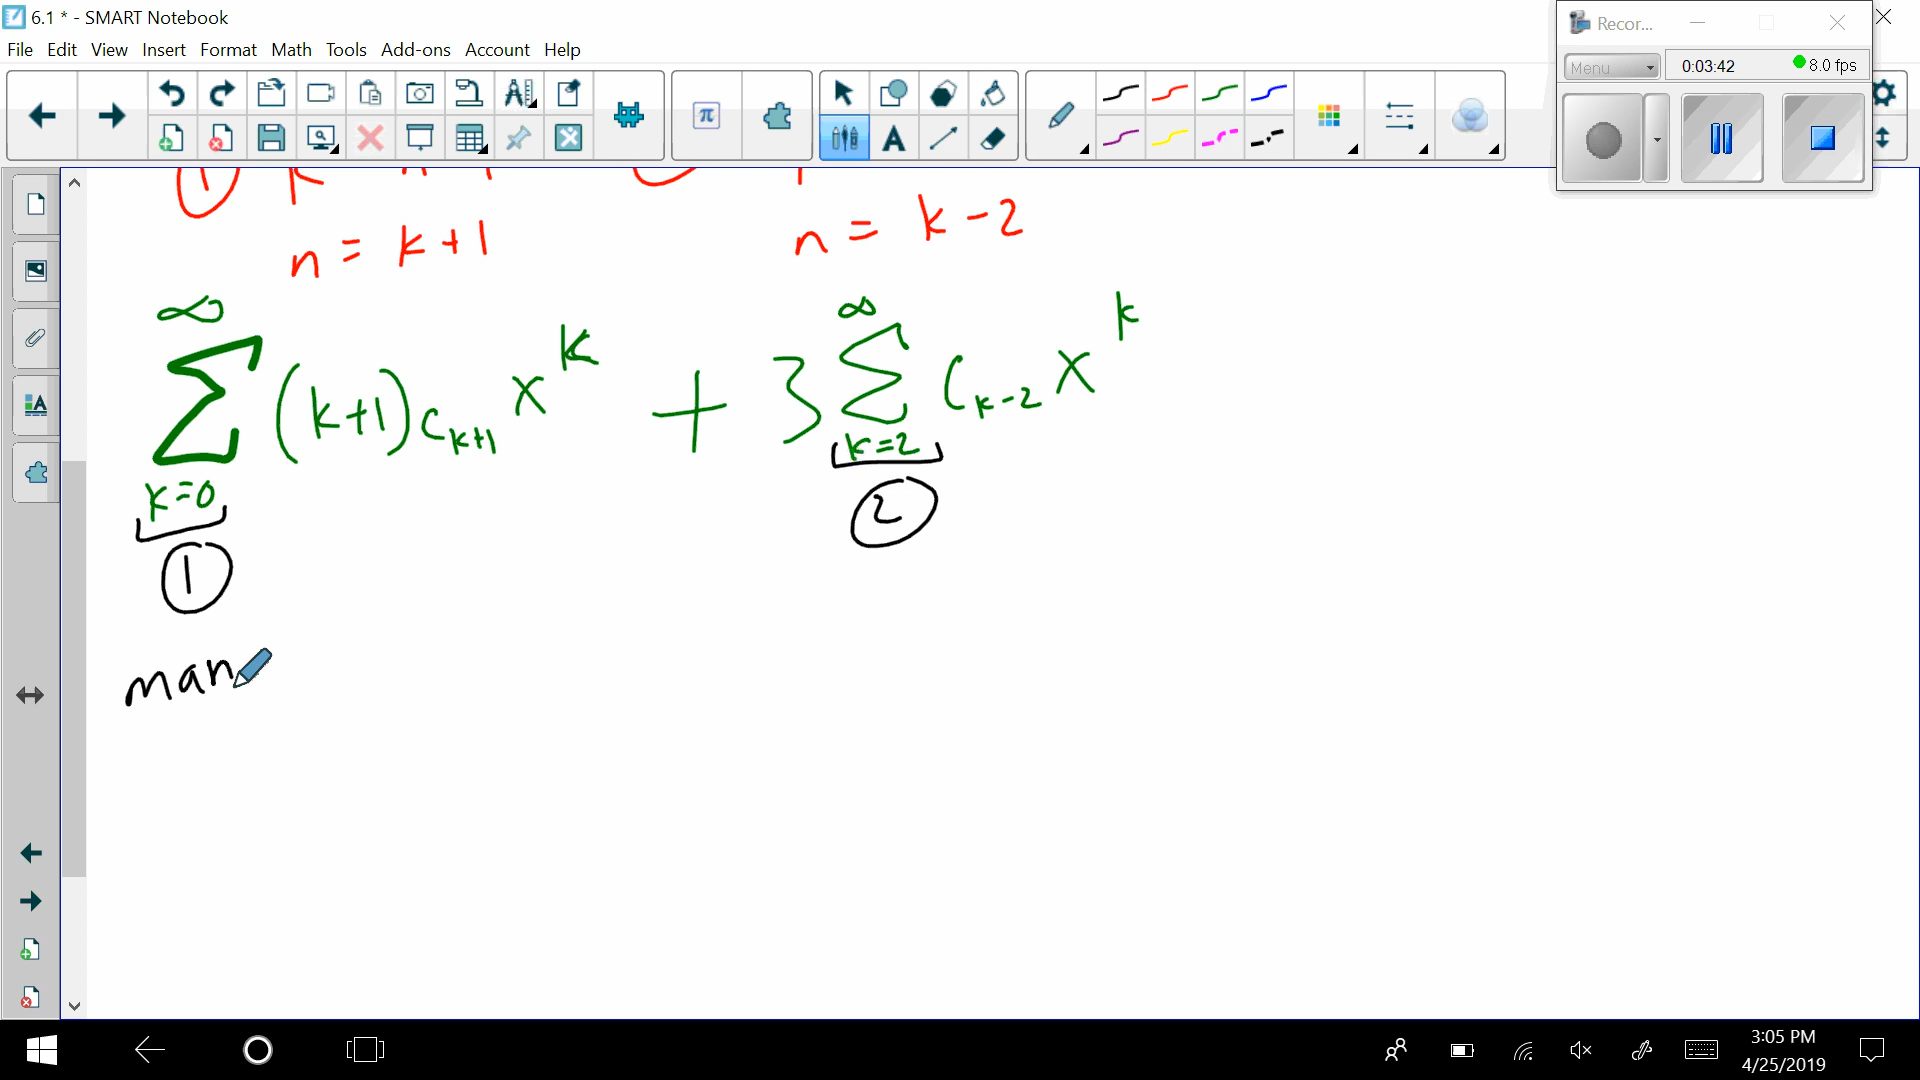 6.1 * - SMART Notebook
Recor...
File Edit View Insert Format Math Tools Add-ons Account Help
Menu 0:03:42 8.0 fps
π
A
A
① k
n = k+1
n = k-2
∞ ∞
∑ (k+1) c_{k+1} x^k + 3 ∑ c_{k-2} x^k
k=0 k=2
① ②
man
3:05 PM
4/25/2019